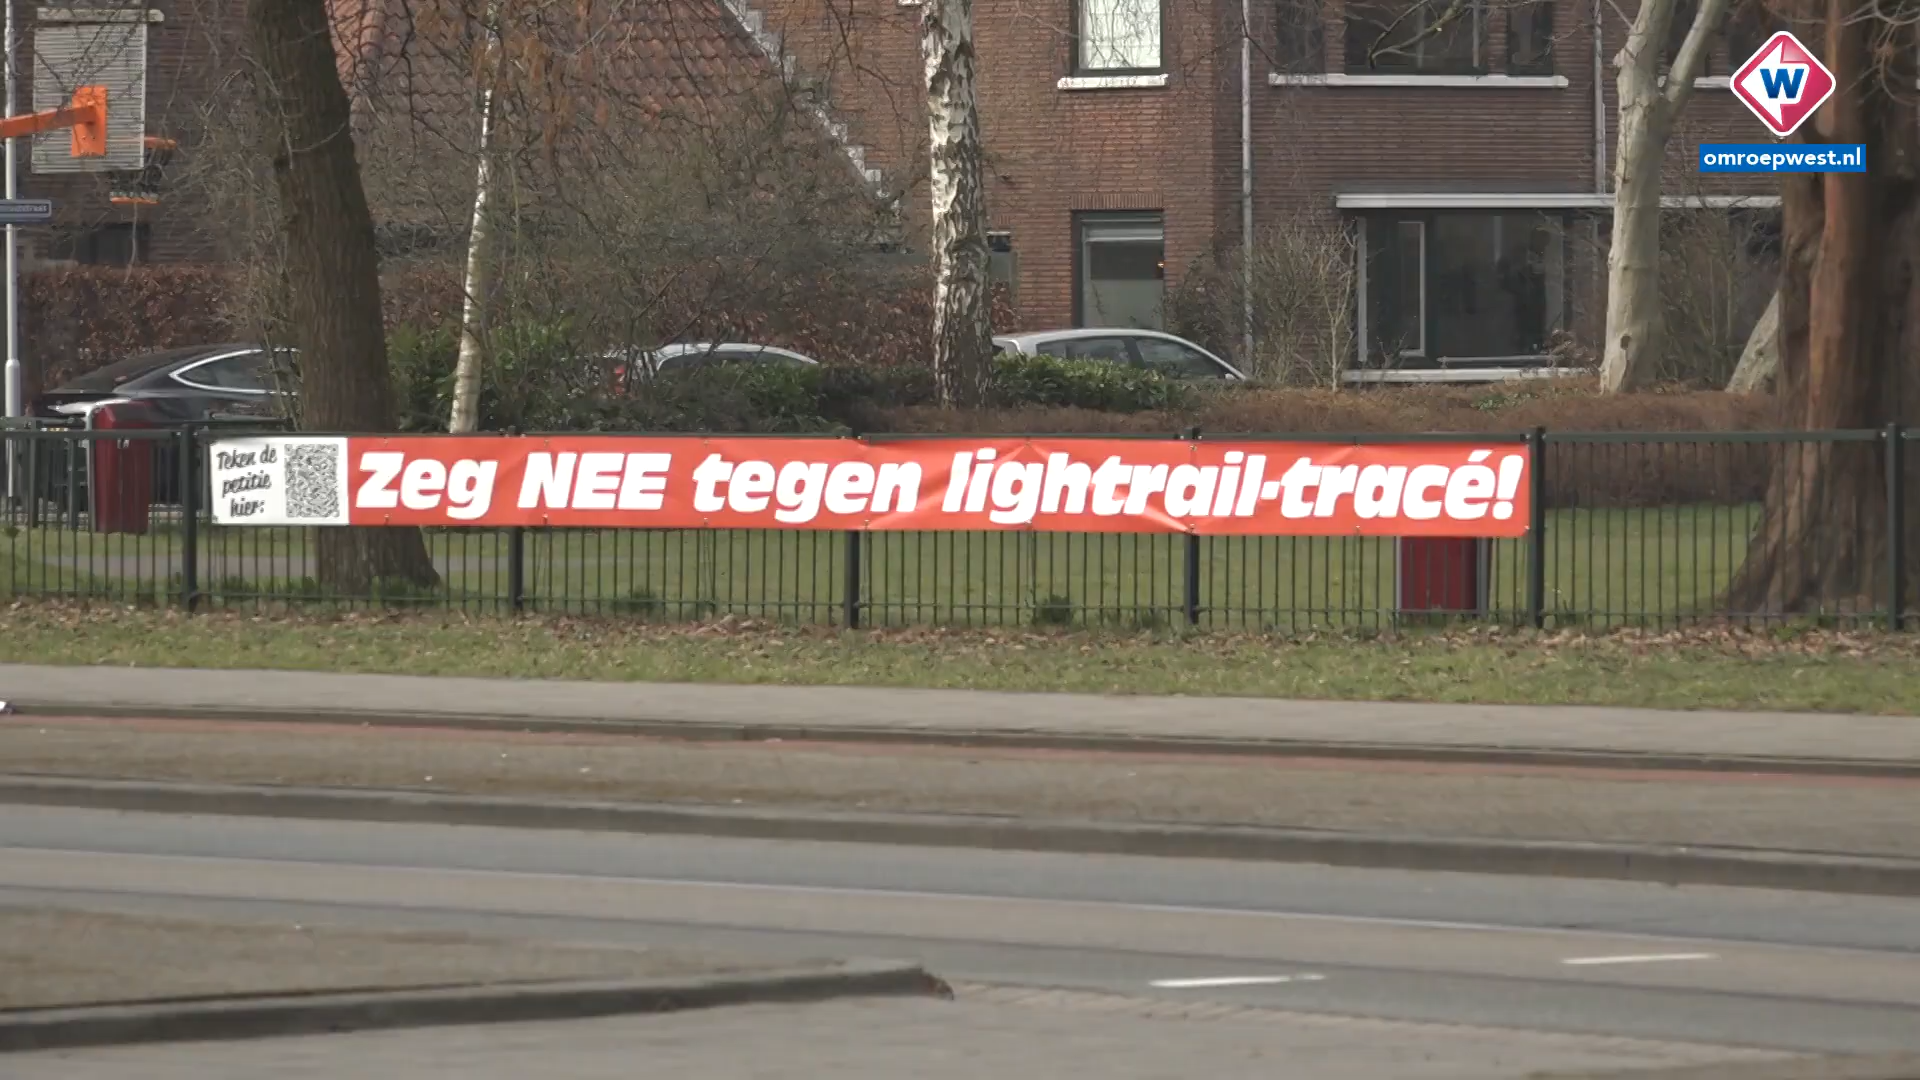 W
omroepwest.nl
Teken de
petitie
hier:
Zeg NEE tegen lightrail-tracé!